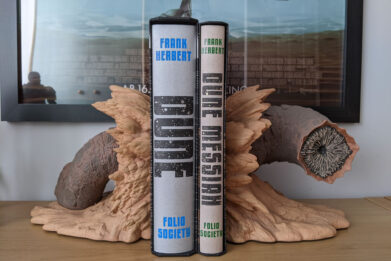 FRANK
HERBERT
DUNE
FOLIO
SOCIETY
FRANK
HERBERT
DUNE MESSIAH
FOLIO
SOCIETY